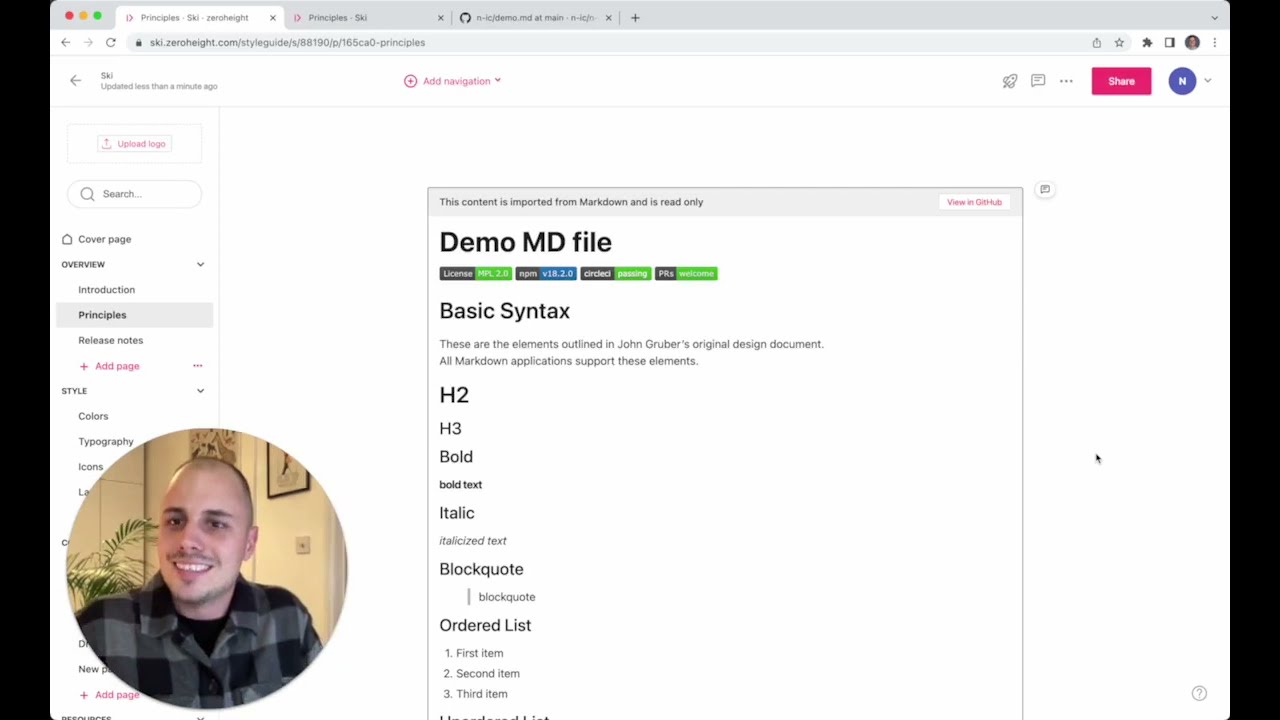 Principles - Ski - zeroheight
Principles - Ski
n-ic/demo.md at main · n-ic/n-
ski.zeroheight.com/styleguide/s/88190/p/165ca0-principles
Ski
Updated less than a minute ago
Add navigation
Share
N
Upload logo
Search...
Cover page
OVERVIEW
Introduction
Principles
Release notes
Add page
STYLE
Colors
Typography
Icons
La
New p
Add page
RESOURCES
This content is imported from Markdown and is read only
View in GitHub
Demo MD file
License MPL 2.0 npm v18.2.0 circleci passing PRs welcome
Basic Syntax
These are the elements outlined in John Gruber's original design document.
All Markdown applications support these elements.
H2
H3
Bold
bold text
Italic
italicized text
Blockquote
blockquote
Ordered List
1. First item
2. Second item
3. Third item
Unordered List